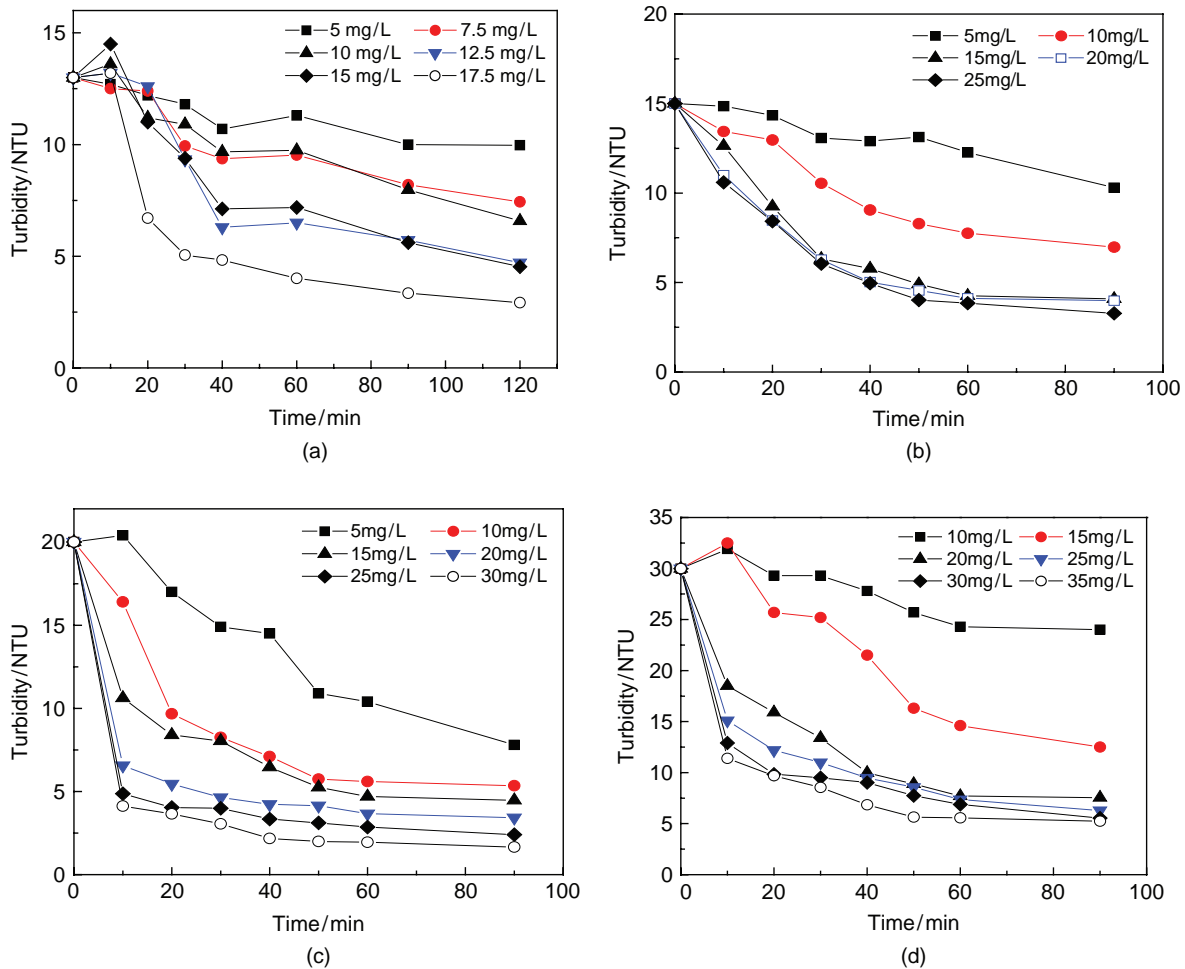 5 mg/L 7.5 mg/L
10 mg/L 12.5 mg/L
15 mg/L 17.5 mg/L
15
10
5
0
Turbidity/NTU
0 20 40 60 80 100 120
Time/min
(a)
5mg/L 10mg/L
15mg/L 20mg/L
25mg/L
20
15
10
5
0
Turbidity/NTU
0 20 40 60 80 100
Time/min
(b)
5mg/L 10mg/L
15mg/L 20mg/L
25mg/L 30mg/L
20
15
10
5
0
Turbidity/NTU
0 20 40 60 80 100
Time/min
(c)
10mg/L 15mg/L
20mg/L 25mg/L
30mg/L 35mg/L
35
30
25
20
15
10
5
0
Turbidity/NTU
0 20 40 60 80 100
Time/min
(d)